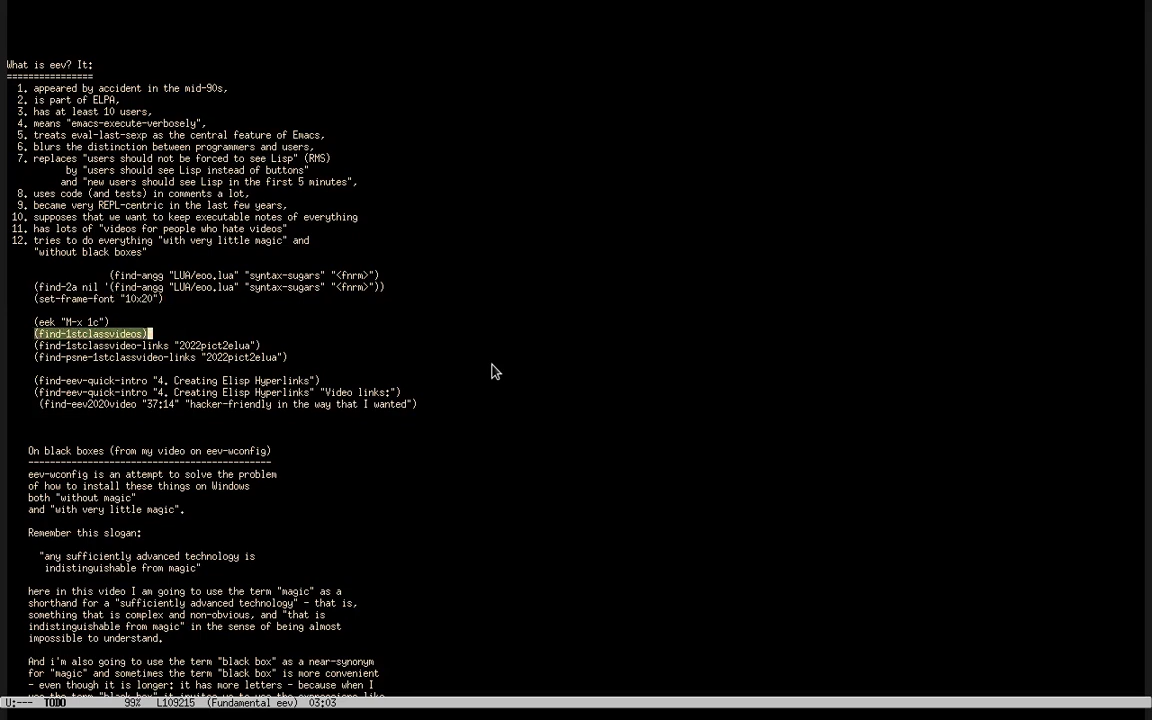 What is eev? It:
================
1. appeared by accident in the mid-90s,
2. is part of ELPA,
3. has at least 10 users,
4. means "emacs-execute-verbosely",
5. treats eval-last-sexp as the central feature of Emacs,
6. blurs the distinction between programmers and users,
7. replaces "users should not be forced to see Lisp" (RMS)
by "users should see Lisp instead of buttons"
and "new users should see Lisp in the first 5 minutes",
8. uses code (and tests) in comments a lot,
9. became very REPL-centric in the last few years,
10. supposes that we want to keep executable notes of everything
11. has lots of "videos for people who hate videos"
12. tries to do everything "with very little magic" and
"without black boxes"
(find-angg "LUA/eoo.lua" "syntax-sugars" "<fnrm>")
(find-2a nil '(find-angg "LUA/eoo.lua" "syntax-sugars" "<fnrm>"))
(set-frame-font "10x20")
(eek "M-x 1c")
(find-1stclassvideos)
(find-1stclassvideo-links "2022pict2elua")
(find-psne-1stclassvideo-links "2022pict2elua")
(find-eev-quick-intro "4. Creating Elisp Hyperlinks")
(find-eev-quick-intro "4. Creating Elisp Hyperlinks" "Video links:")
(find-eev2020video "37:14" "hacker-friendly in the way that I wanted")
On black boxes (from my video on eev-wconfig)
---------------------------------------------
eev-wconfig is an attempt to solve the problem
of how to install these things on Windows
both "without magic"
and "with very little magic".
Remember this slogan:
"any sufficiently advanced technology is
indistinguishable from magic"
here in this video I am going to use the term "magic" as a
shorthand for a "sufficiently advanced technology" - that is,
something that is complex and non-obvious, and "that is
indistinguishable from magic" in the sense of being almost
impossible to understand.
And i'm also going to use the term "black box" as a near-synonym
for "magic" and sometimes the term "black box" is more convenient
- even though it is longer: it has more letters - because when I
use the term "black box" it invites us to use the expressions like
U:--- TODO 99% L109215 (Fundamental eev) 03:03